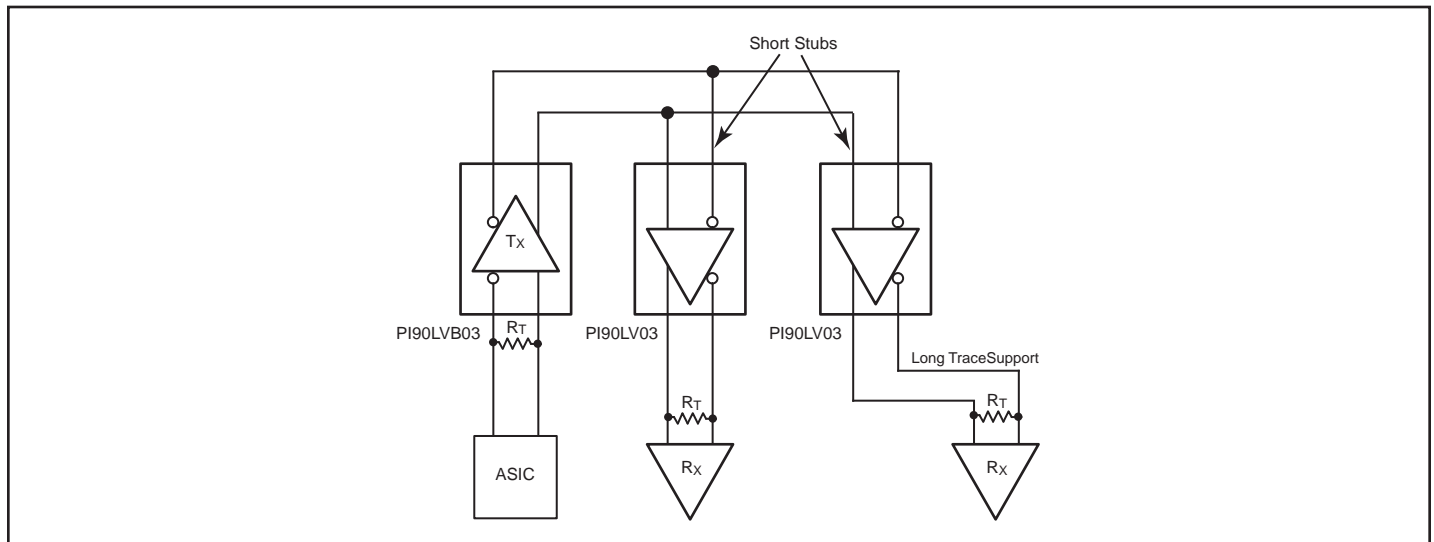 Short Stubs
TX
PI90LVB03
RT
PI90LV03
PI90LV03
Long TraceSupport
RT
RT
ASIC
RX
RX